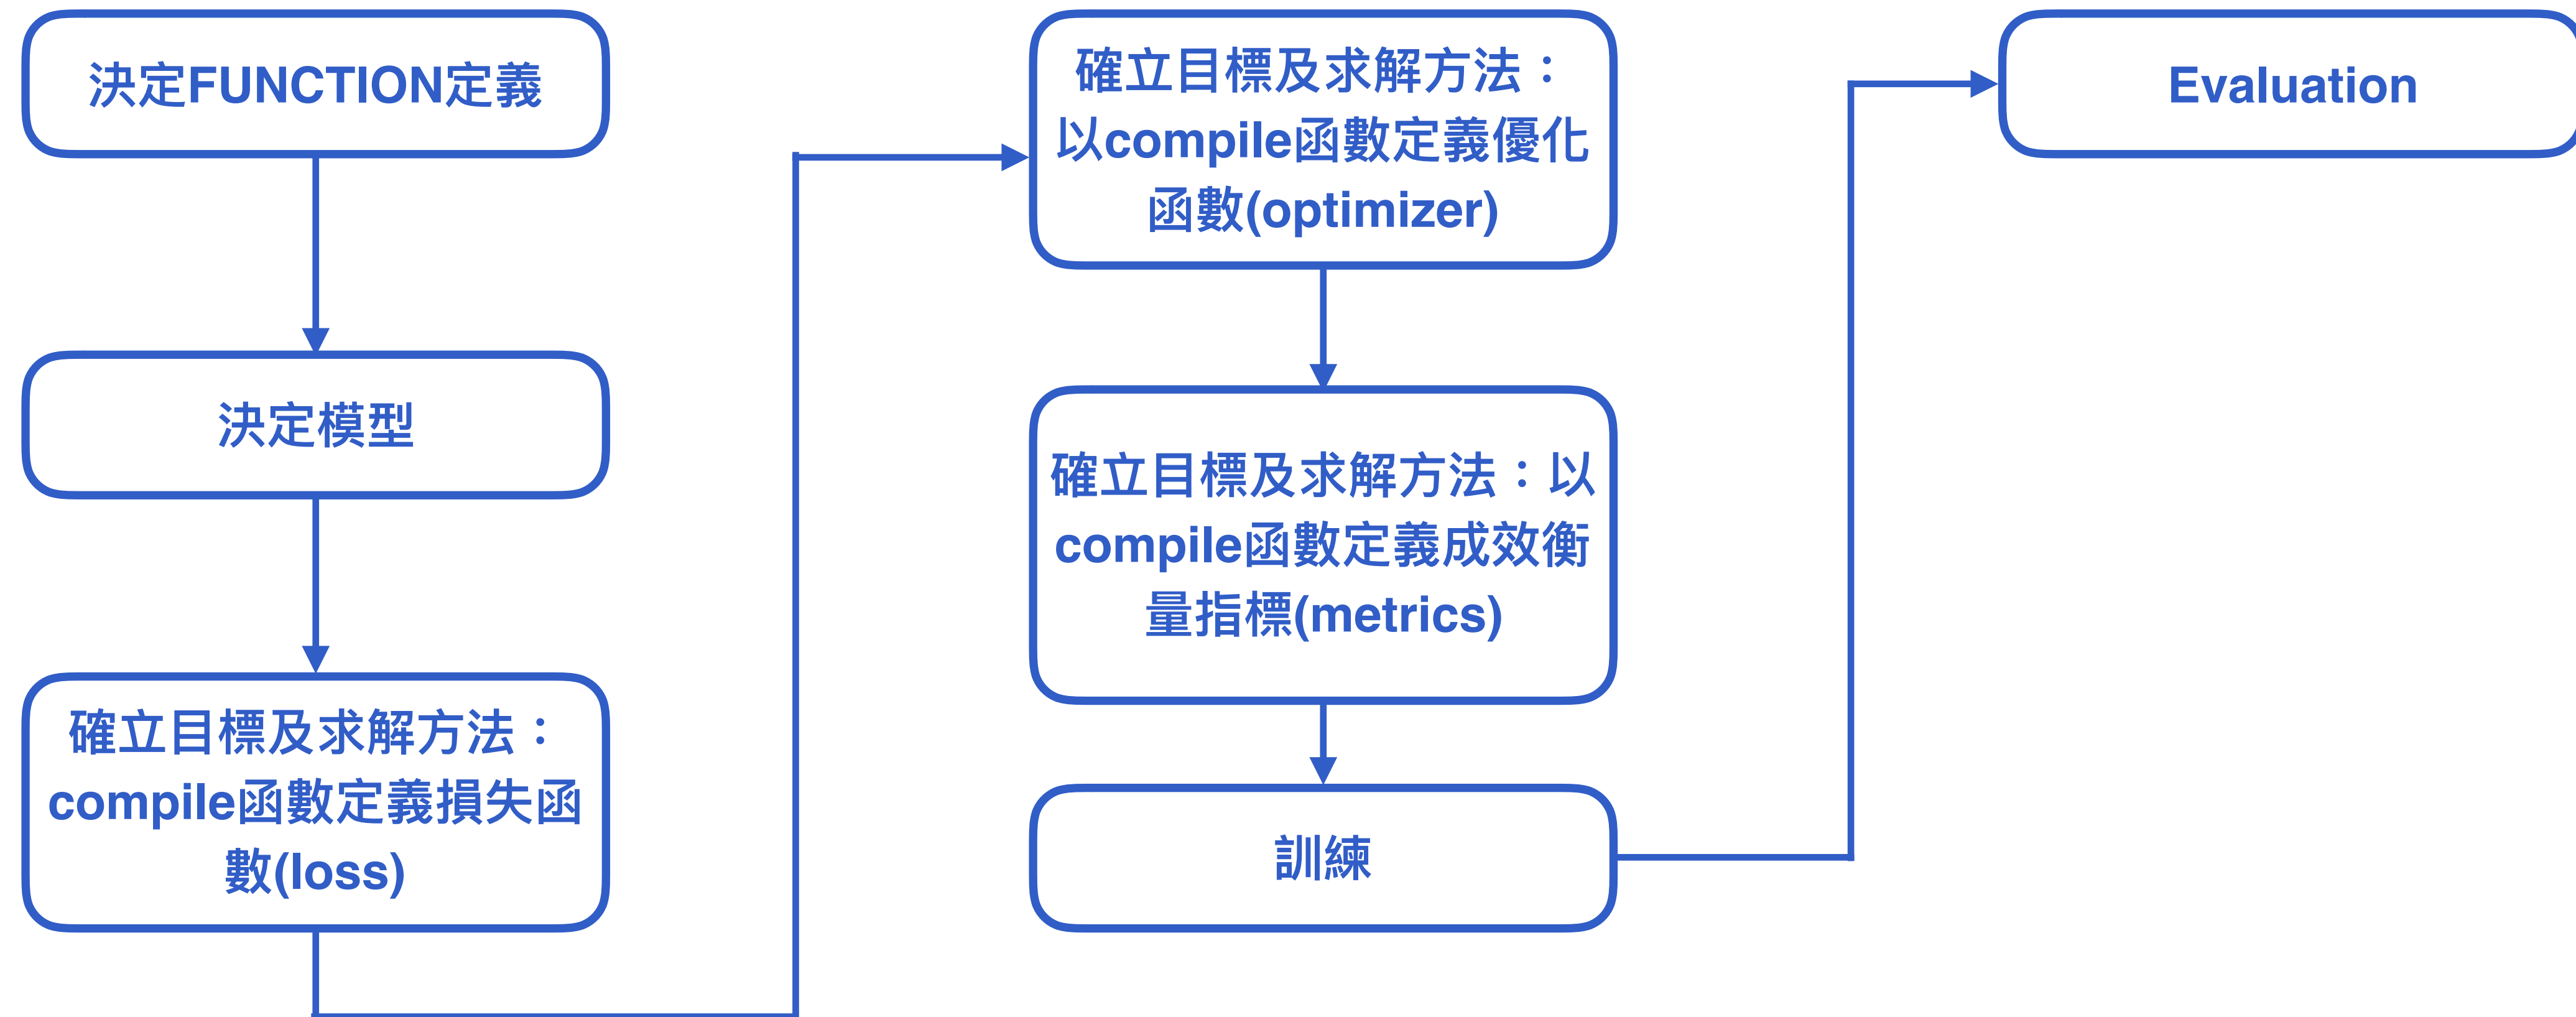 決定FUNCTION定義
決定模型
確立目標及求解方法：
compile函數定義損失函
數(loss)
確立目標及求解方法：
以compile函數定義優化
函數(optimizer)
確立目標及求解方法：以
compile函數定義成效衡
量指標(metrics)
訓練
Evaluation